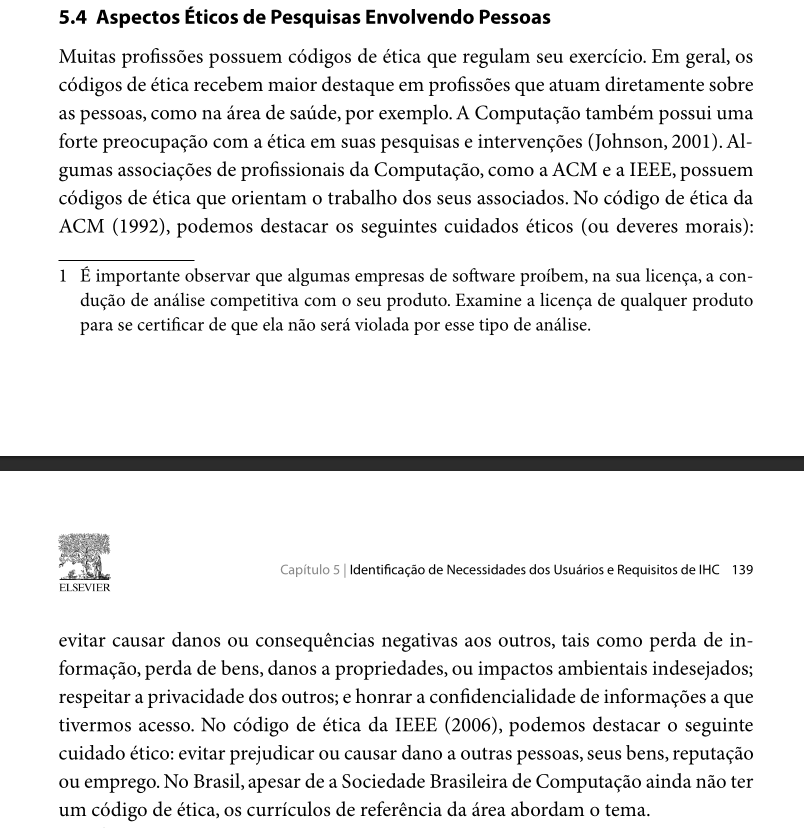 5.4 Aspectos Éticos de Pesquisas Envolvendo Pessoas
Muitas profissões possuem códigos de ética que regulam seu exercício. Em geral, os
códigos de ética recebem maior destaque em profissões que atuam diretamente sobre
as pessoas, como na área de saúde, por exemplo. A Computação também possui uma
forte preocupação com a ética em suas pesquisas e intervenções (Johnson, 2001). Al-
gumas associações de profissionais da Computação, como a ACM e a IEEE, possuem
códigos de ética que orientam o trabalho dos seus associados. No código de ética da
ACM (1992), podemos destacar os seguintes cuidados éticos (ou deveres morais):
1 É importante observar que algumas empresas de software proíbem, na sua licença, a con-
dução de análise competitiva com o seu produto. Examine a licença de qualquer produto
para se certificar de que ela não será violada por esse tipo de análise.
ELSEVIER
Capítulo 5 | Identificação de Necessidades dos Usuários e Requisitos de IHC 139
evitar causar danos ou consequências negativas aos outros, tais como perda de in-
formação, perda de bens, danos a propriedades, ou impactos ambientais indesejados;
respeitar a privacidade dos outros; e honrar a confidencialidade de informações a que
tivermos acesso. No código de ética da IEEE (2006), podemos destacar o seguinte
cuidado ético: evitar prejudicar ou causar dano a outras pessoas, seus bens, reputação
ou emprego. No Brasil, apesar de a Sociedade Brasileira de Computação ainda não ter
um código de ética, os currículos de referência da área abordam o tema.